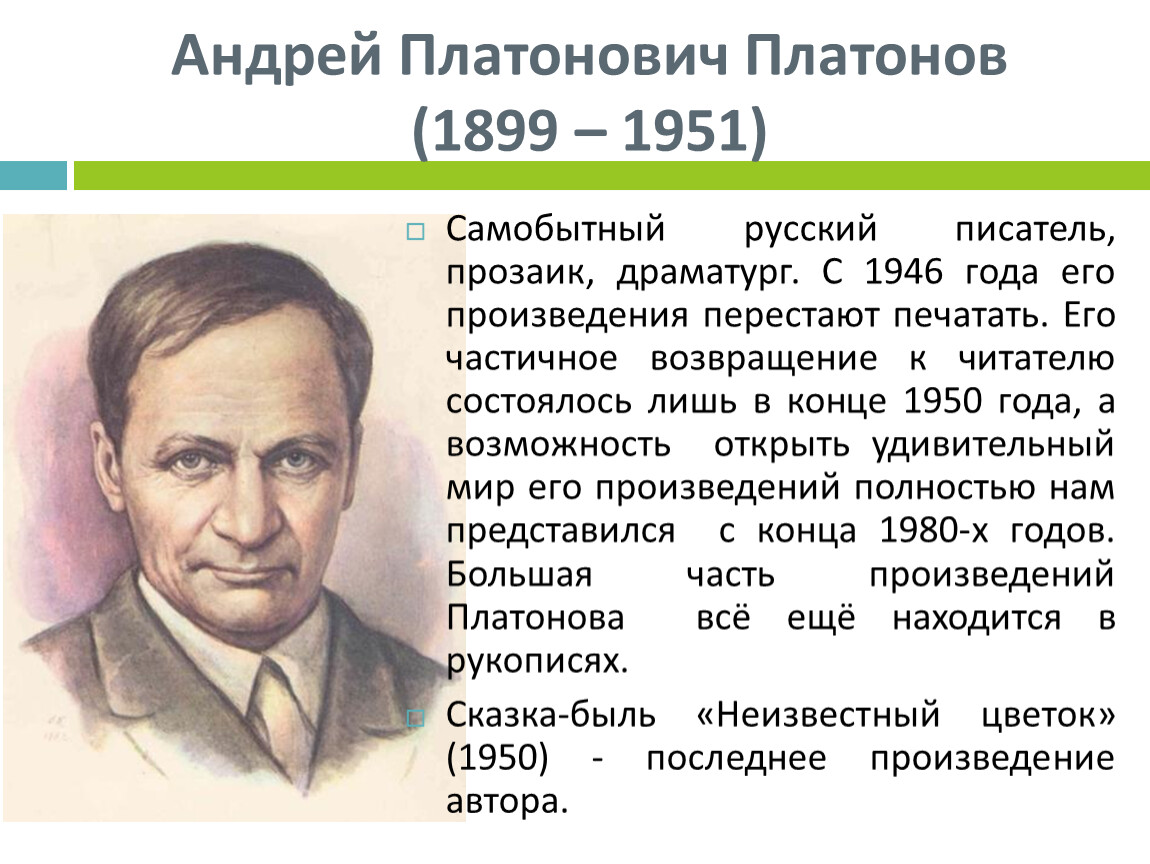 Андрей Платонович Платонов
(1899 – 1951)
Самобытный русский писатель,
прозаик, драматург. С 1946 года его
произведения перестают печатать. Его
частичное возвращение к читателю
состоялось лишь в конце 1950 года, а
возможность открыть удивительный
мир его произведений полностью нам
представился с конца 1980-х годов.
Большая часть произведений
Платонова всё ещё находится в
рукописях.
Сказка-быль «Неизвестный цветок»
(1950) - последнее произведение
автора.